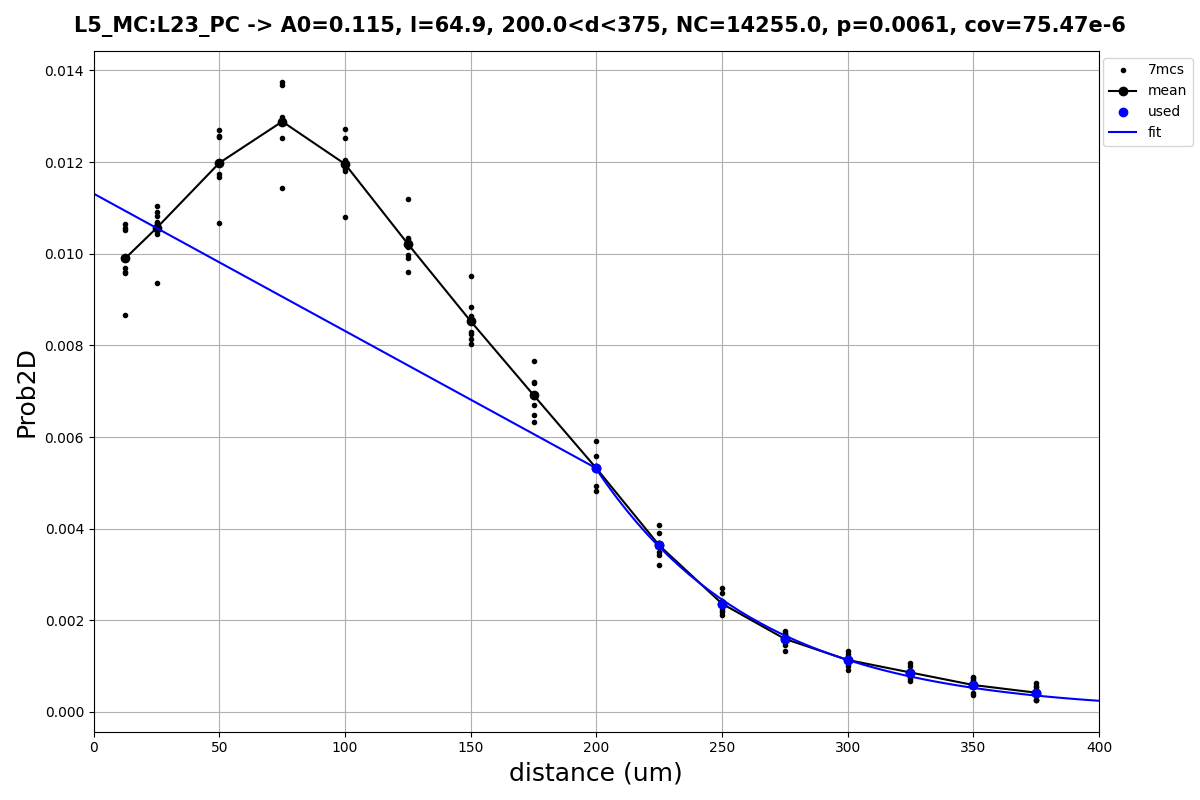 L5_MC:L23_PC -> A0=0.115, l=64.9, 200.0<d<375, NC=14255.0, p=0.0061, cov=75.47e-6
7mcs
mean
used
fit
Prob2D
0.014
0.012
0.010
0.008
0.006
0.004
0.002
0.000
0 50 100 150 200 250 300 350 400
distance (um)